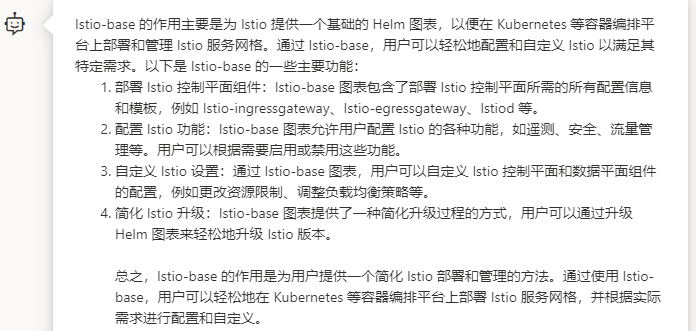 Istio-base 的作用主要是为 Istio 提供一个基础的 Helm 图表，以便在 Kubernetes 等容器编排平
台上部署和管理 Istio 服务网格。通过 Istio-base，用户可以轻松地配置和自定义 Istio 以满足其
特定需求。以下是 Istio-base 的一些主要功能：
1. 部署 Istio 控制平面组件：Istio-base 图表包含了部署 Istio 控制平面所需的所有配置信息
和模板，例如 Istio-ingressgateway、Istio-egressgateway、Istiod 等。
2. 配置 Istio 功能：Istio-base 图表允许用户配置 Istio 的各种功能，如遥测、安全、流量管
理等。用户可以根据需要启用或禁用这些功能。
3. 自定义 Istio 设置：通过 Istio-base 图表，用户可以自定义 Istio 控制平面和数据平面组件
的配置，例如更改资源限制、调整负载均衡策略等。
4. 简化 Istio 升级：Istio-base 图表提供了一种简化升级过程的方式，用户可以通过升级
Helm 图表来轻松地升级 Istio 版本。
总之，Istio-base 的作用是为用户提供一个简化 Istio 部署和管理的方法。通过使用 Istio-
base，用户可以轻松地在 Kubernetes 等容器编排平台上部署 Istio 服务网格，并根据实际
需求进行配置和自定义。